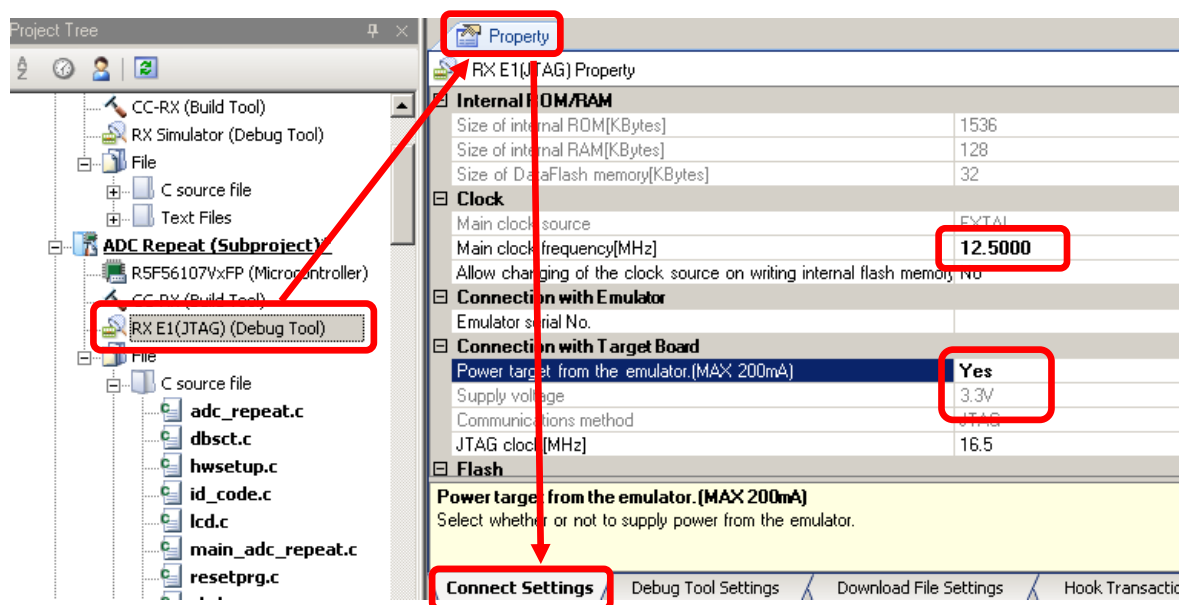 Project Tree
CC-RX (Build Tool)
RX Simulator (Debug Tool)
File
C source file
Text Files
ADC Repeat (Subproject)*
R5F56107VxFP (Microcontroller)
CC-RX (Build Tool)
RX E1(JTAG) (Debug Tool)
File
C source file
adc_repeat.c
dbsct.c
hwsetup.c
id_code.c
lcd.c
main_adc_repeat.c
resetprg.c
Property
RX E1(JTAG) Property
Internal ROM/RAM
Size of internal ROM[KBytes] 1536
Size of internal RAM[KBytes] 128
Size of DataFlash memory[KBytes] 32
Clock
Main clock source EXTAL
Main clock frequency[MHz] 12.5000
Allow changing of the clock source on writing internal flash memory No
Connection with Emulator
Emulator serial No.
Connection with Target Board
Power target from the emulator.(MAX 200mA) Yes
Supply voltage 3.3V
Communications method JTAG
JTAG clock[MHz] 16.5
Flash
Power target from the emulator.(MAX 200mA)
Select whether or not to supply power from the emulator.
Connect Settings Debug Tool Settings Download File Settings Hook Transactio